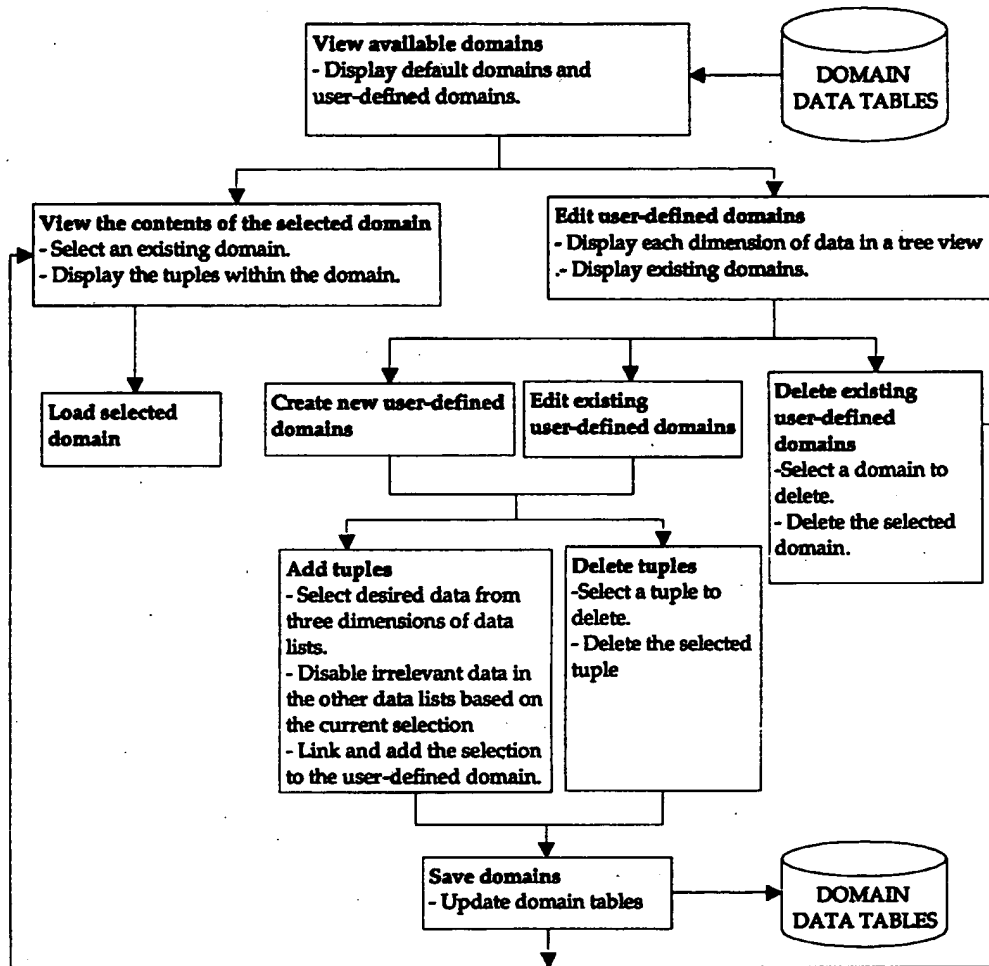 View available domains
- Display default domains and
user-defined domains.
DOMAIN
DATA TABLES
View the contents of the selected domain
- Select an existing domain.
- Display the tuples within the domain.
Edit user-defined domains
- Display each dimension of data in a tree view
.- Display existing domains.
Load selected
domain
Create new user-defined
domains
Edit existing
user-defined domains
Delete existing
user-defined
domains
-Select a domain to
delete.
- Delete the selected
domain.
Add tuples
- Select desired data from
three dimensions of data
lists.
- Disable irrelevant data in
the other data lists based on
the current selection
- Link and add the selection
to the user-defined domain.
Delete tuples
-Select a tuple to
delete.
- Delete the selected
tuple
Save domains
- Update domain tables
DOMAIN
DATA TABLES